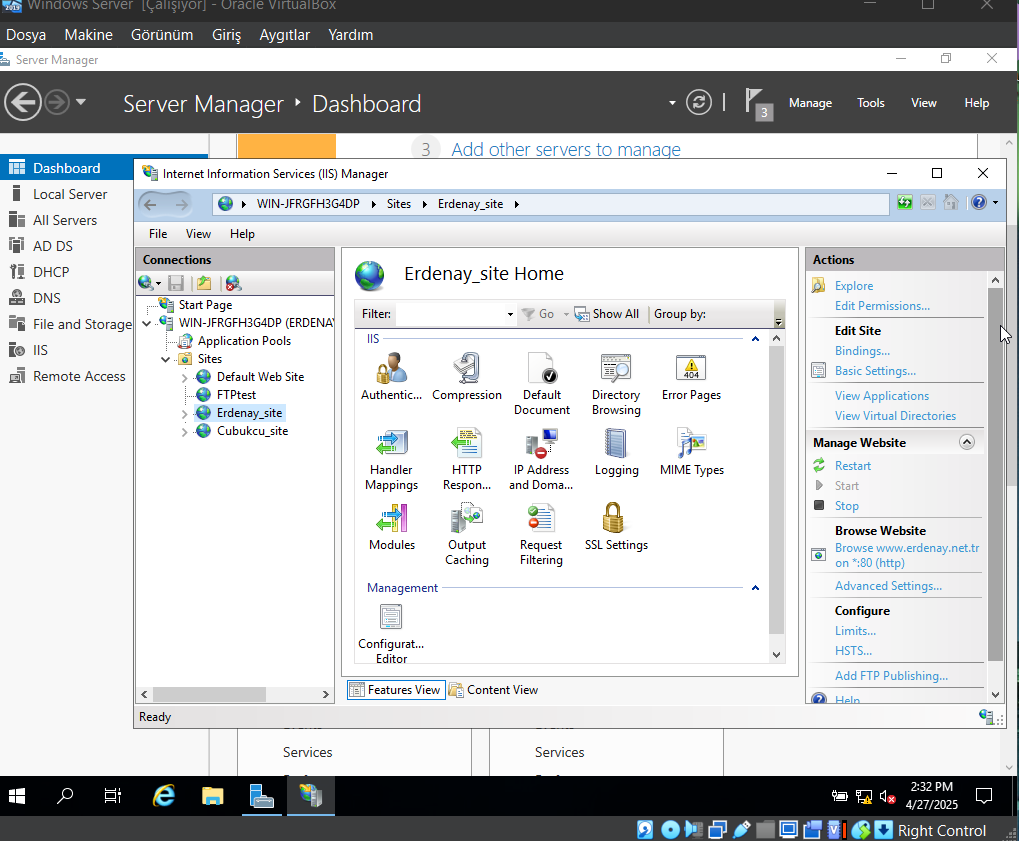 Windows Server [Çalışıyor] - Oracle VirtualBox
Dosya Makine Görünüm Giriş Aygıtlar Yardım
Server Manager
Server Manager Dashboard
3
Manage Tools View Help
3 Add other servers to manage
Dashboard
Local Server
All Servers
AD DS
DHCP
DNS
File and Storage
IIS
Remote Access
Internet Information Services (IIS) Manager
WIN-JFRGFH3G4DP Sites Erdenay_site
File View Help
Connections
Start Page
WIN-JFRGFH3G4DP (ERDENAY
Application Pools
Sites
Default Web Site
FTPtest
Erdenay_site
Cubukcu_site
Erdenay_site Home
Filter: Go Show All Group by:
IIS
Authentic... Compression Default Document Directory Browsing Error Pages
404
Handler Mappings HTTP Respon... IP Address and Doma... Logging MIME Types
Modules Output Caching Request Filtering SSL Settings
Management
Configurat... Editor
Features View Content View
Actions
Explore
Edit Permissions...
Edit Site
Bindings...
Basic Settings...
View Applications
View Virtual Directories
Manage Website
Restart
Start
Stop
Browse Website
Browse www.erdenay.net.tr
on *:80 (http)
Advanced Settings...
Configure
Limits...
HSTS...
Add FTP Publishing...
Help
Ready
Services Services
2:32 PM
4/27/2025
Right Control